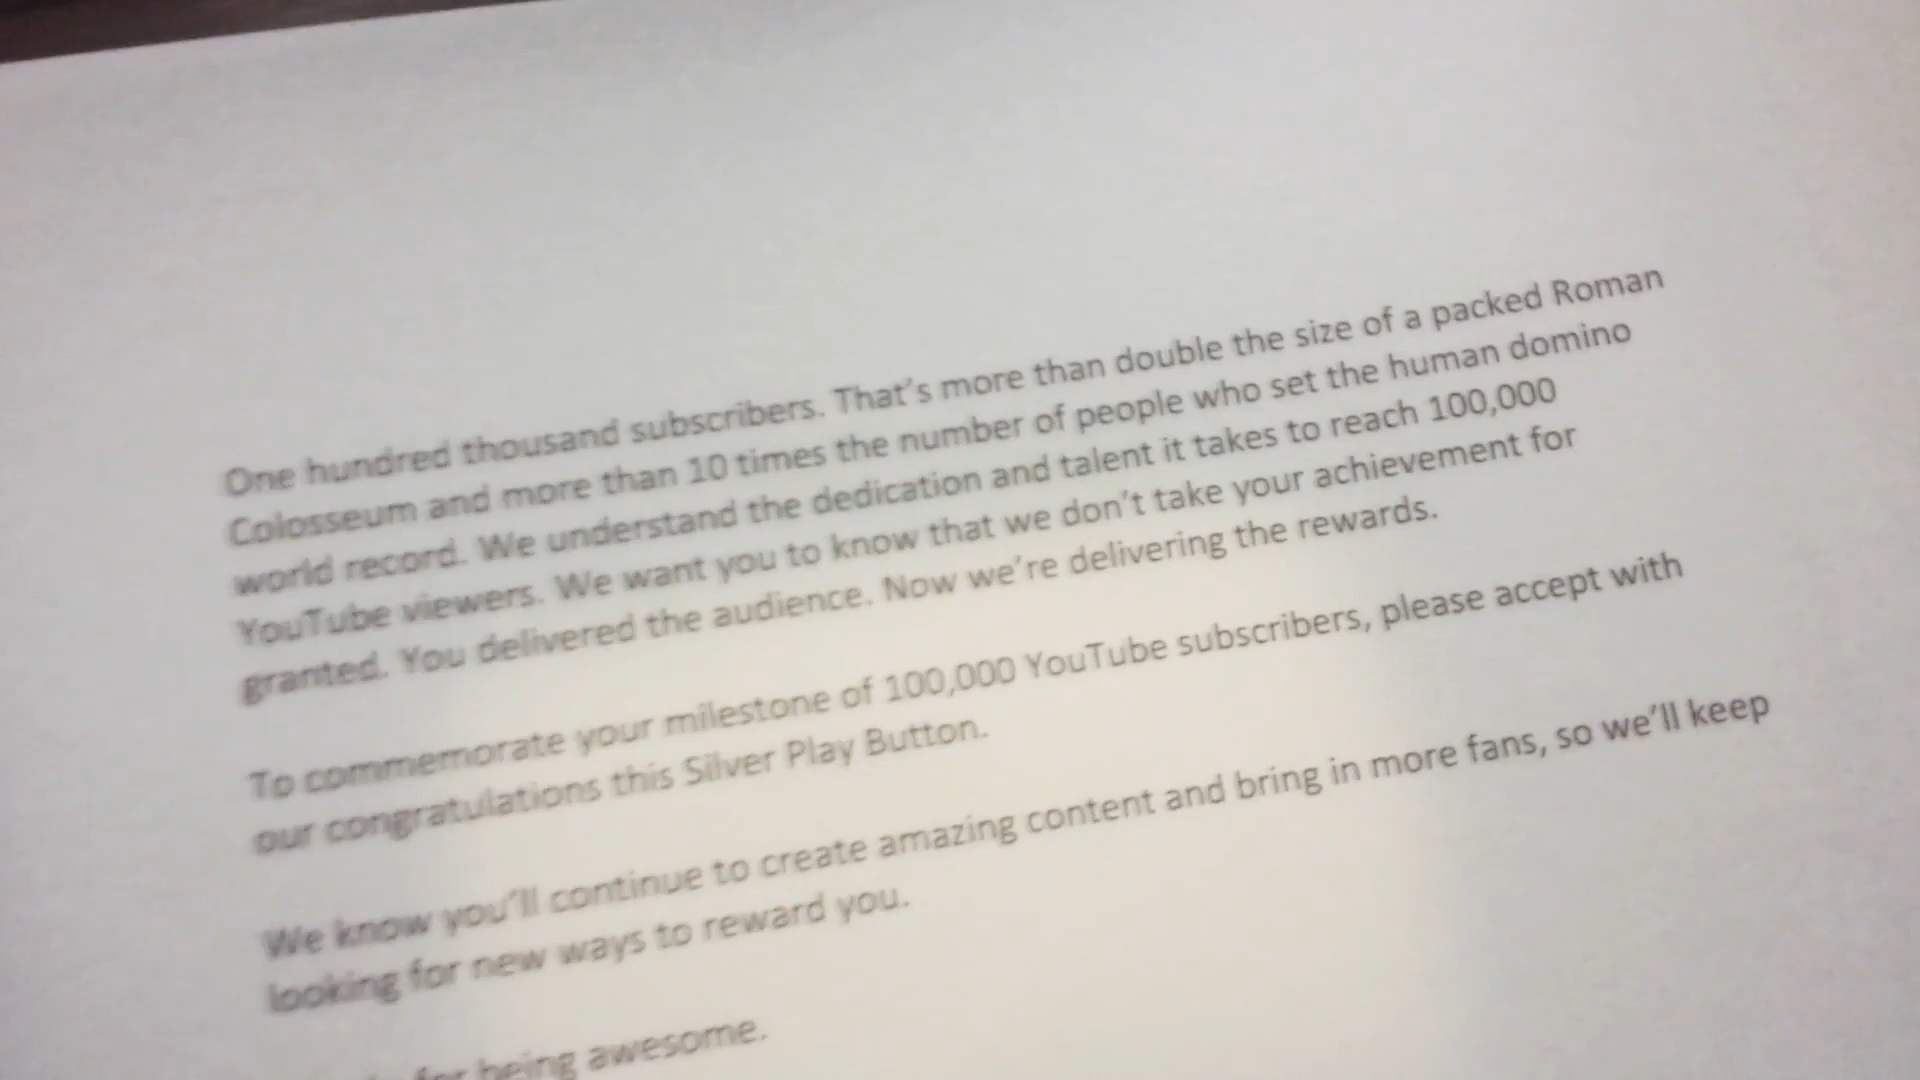 One hundred thousand subscribers. That's more than double the size of a packed Roman
Colosseum and more than 10 times the number of people who set the human domino
world record. We understand the dedication and talent it takes to reach 100,000
YouTube viewers. We want you to know that we don't take your achievement for
granted. You delivered the audience. Now we're delivering the rewards.
To commemorate your milestone of 100,000 YouTube subscribers, please accept with
our congratulations this Silver Play Button.
We know you'll continue to create amazing content and bring in more fans, so we'll keep
looking for new ways to reward you.
for being awesome.